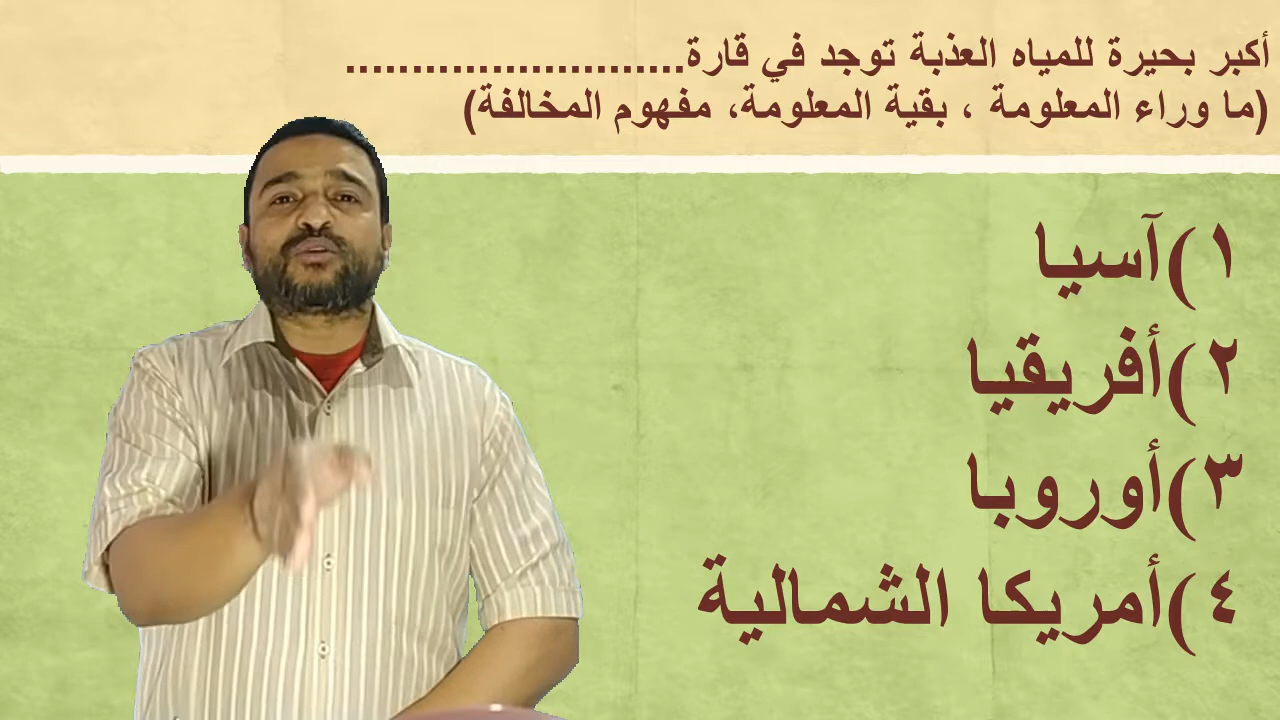 أكبر بحيرة للمياه العذبة توجد في قارة..........................
(ما وراء المعلومة ، بقية المعلومة، مفهوم المخالفة)
١)آسيا
٢)أفريقيا
٣)أوروبا
٤)أمريكا الشمالية